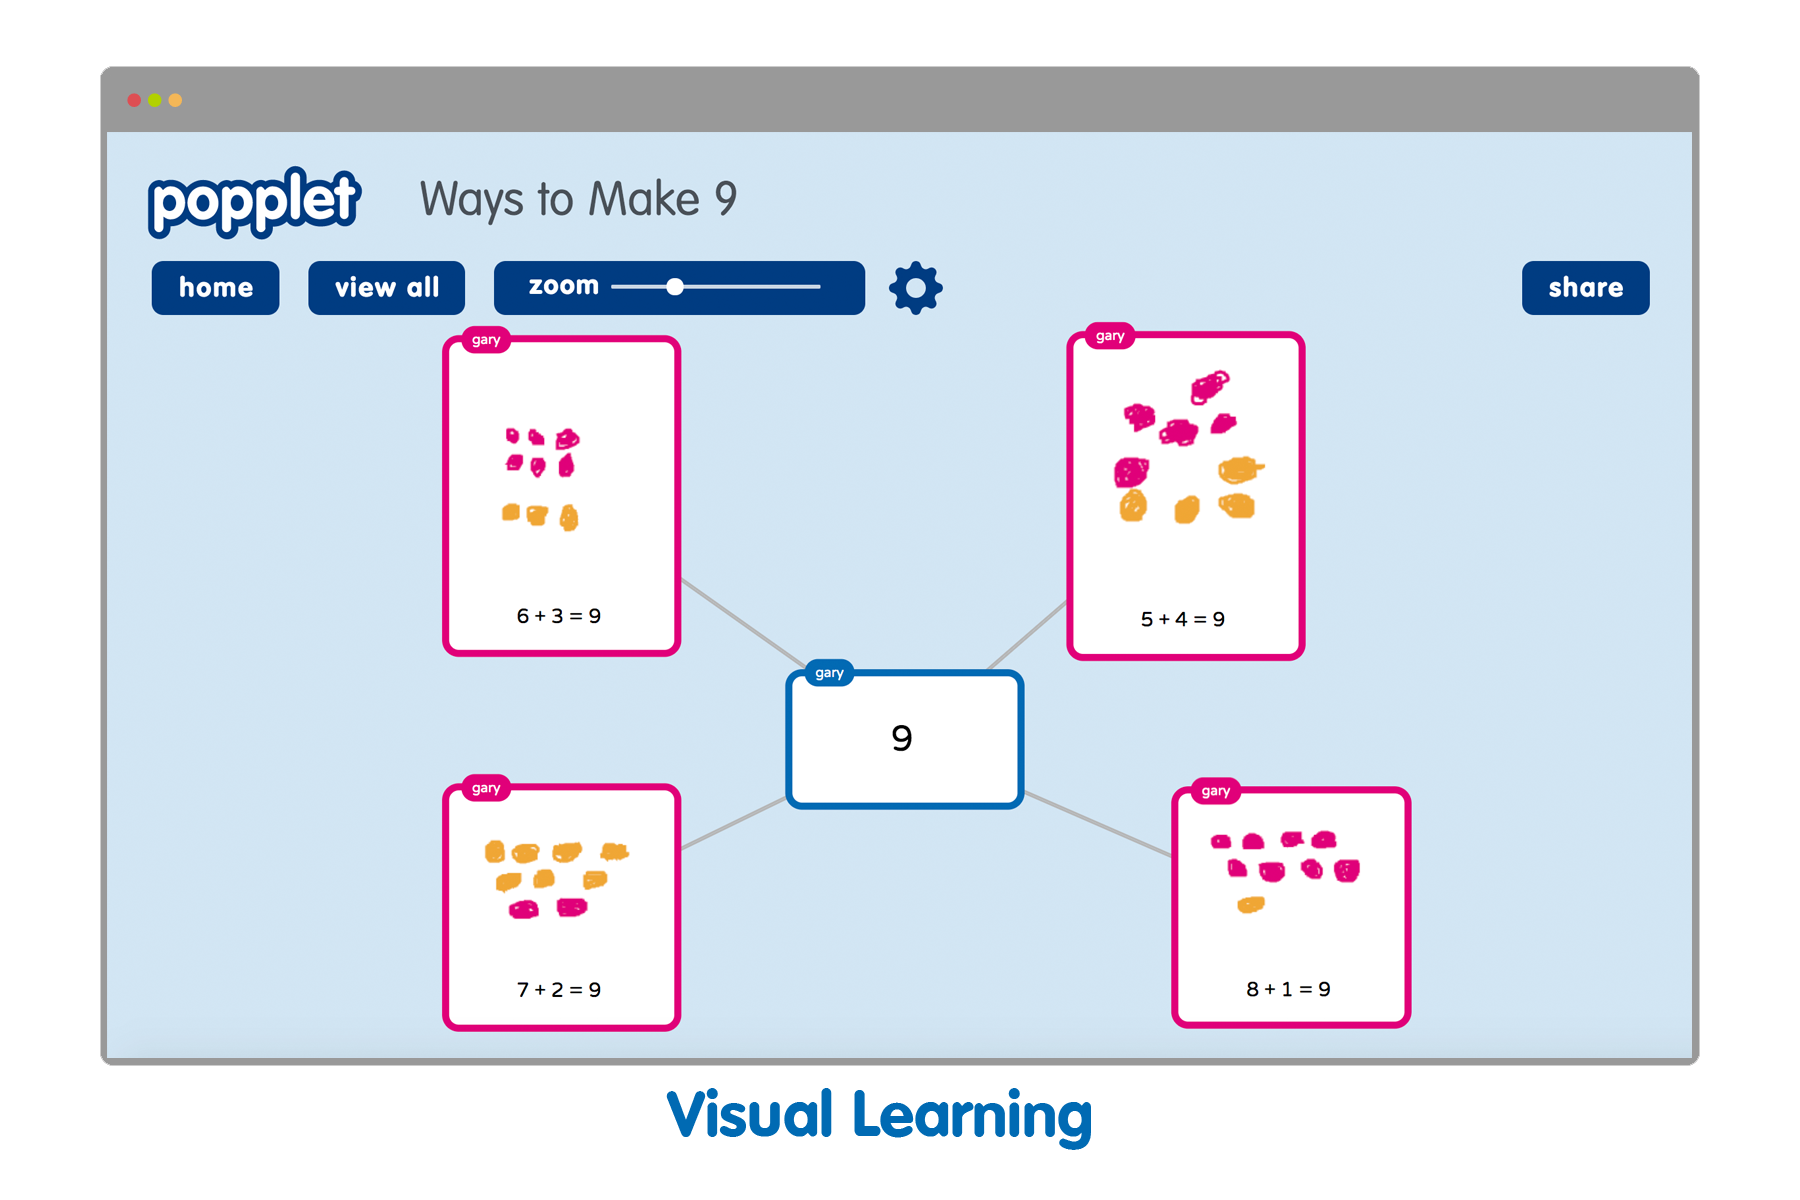 popplet
Ways to Make 9
home
view all
zoom
share
gary
6 + 3 = 9
gary
5 + 4 = 9
gary
9
gary
7 + 2 = 9
gary
8 + 1 = 9
Visual Learning